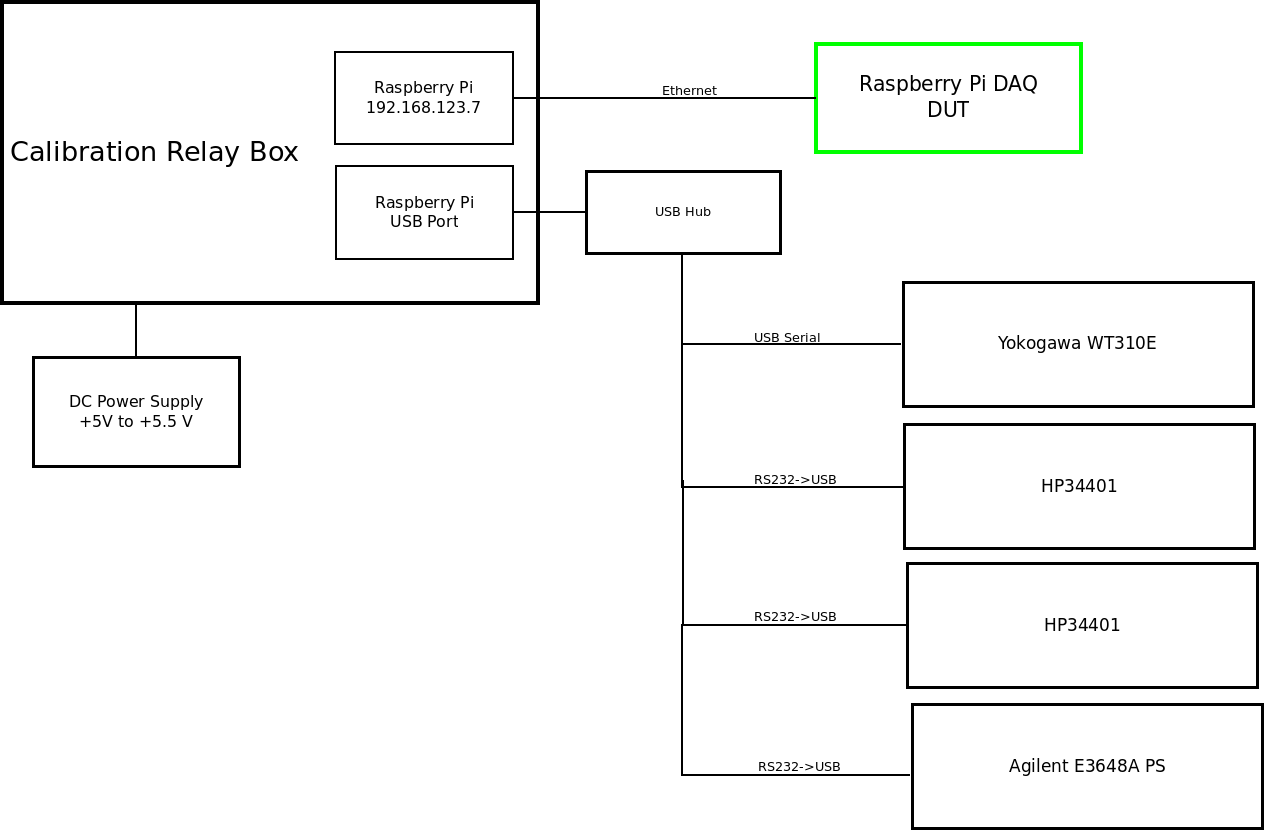 Calibration Relay Box
Raspberry Pi
192.168.123.7
Ethernet
Raspberry Pi DAQ
DUT
Raspberry Pi
USB Port
USB Hub
DC Power Supply
+5V to +5.5 V
USB Serial
Yokogawa WT310E
RS232->USB
HP34401
RS232->USB
HP34401
RS232->USB
Agilent E3648A PS